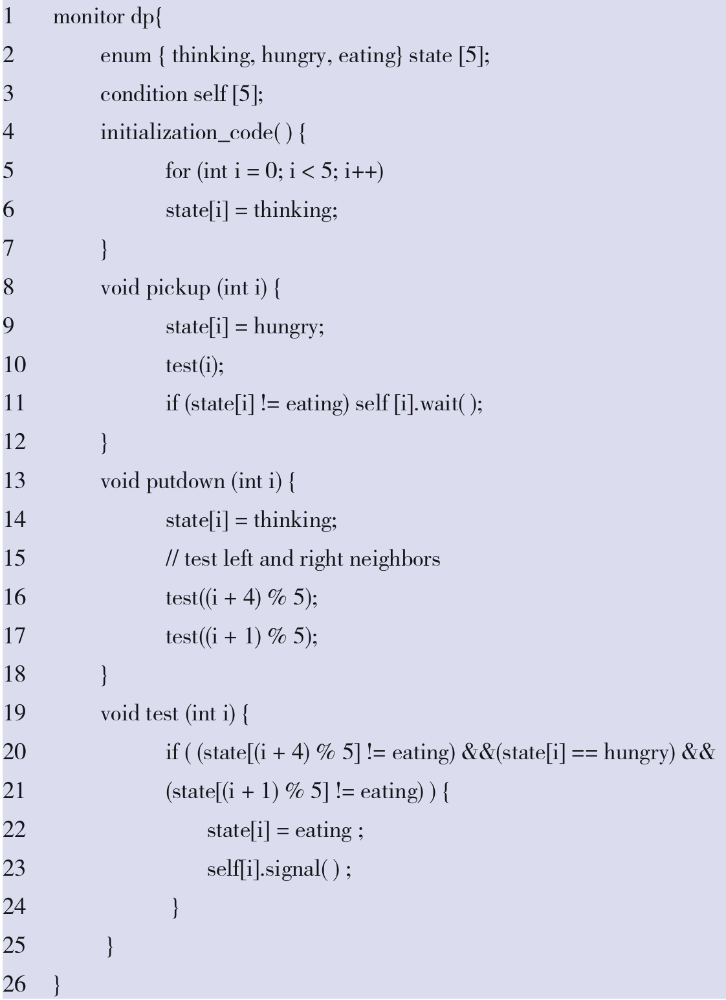 1 monitor dp{
2 enum { thinking, hungry, eating} state [5];
3 condition self [5];
4 initialization_code( ) {
5 for (int i = 0; i < 5; i++)
6 state[i] = thinking;
7 }
8 void pickup (int i) {
9 state[i] = hungry;
10 test(i);
11 if (state[i] != eating) self [i].wait( );
12 }
13 void putdown (int i) {
14 state[i] = thinking;
15 // test left and right neighbors
16 test((i + 4) % 5);
17 test((i + 1) % 5);
18 }
19 void test (int i) {
20 if ( (state[(i + 4) % 5] != eating) &&(state[i] == hungry) &&
21 (state[(i + 1) % 5] != eating) ) {
22 state[i] = eating ;
23 self[i].signal( ) ;
24 }
25 }
26 }